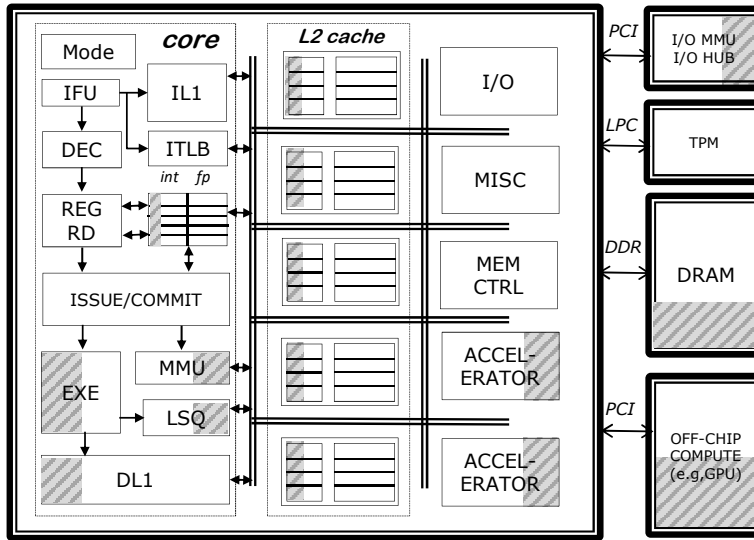 core
L2 cache
Mode
IFU
IL1
DEC
ITLB
int fp
REG
RD
ISSUE/COMMIT
EXE
MMU
LSQ
DL1
I/O
MISC
MEM
CTRL
ACCEL-
ERATOR
ACCEL-
ERATOR
PCI
I/O MMU
I/O HUB
LPC
TPM
DDR
DRAM
PCI
OFF-CHIP
COMPUTE
(e.g,GPU)